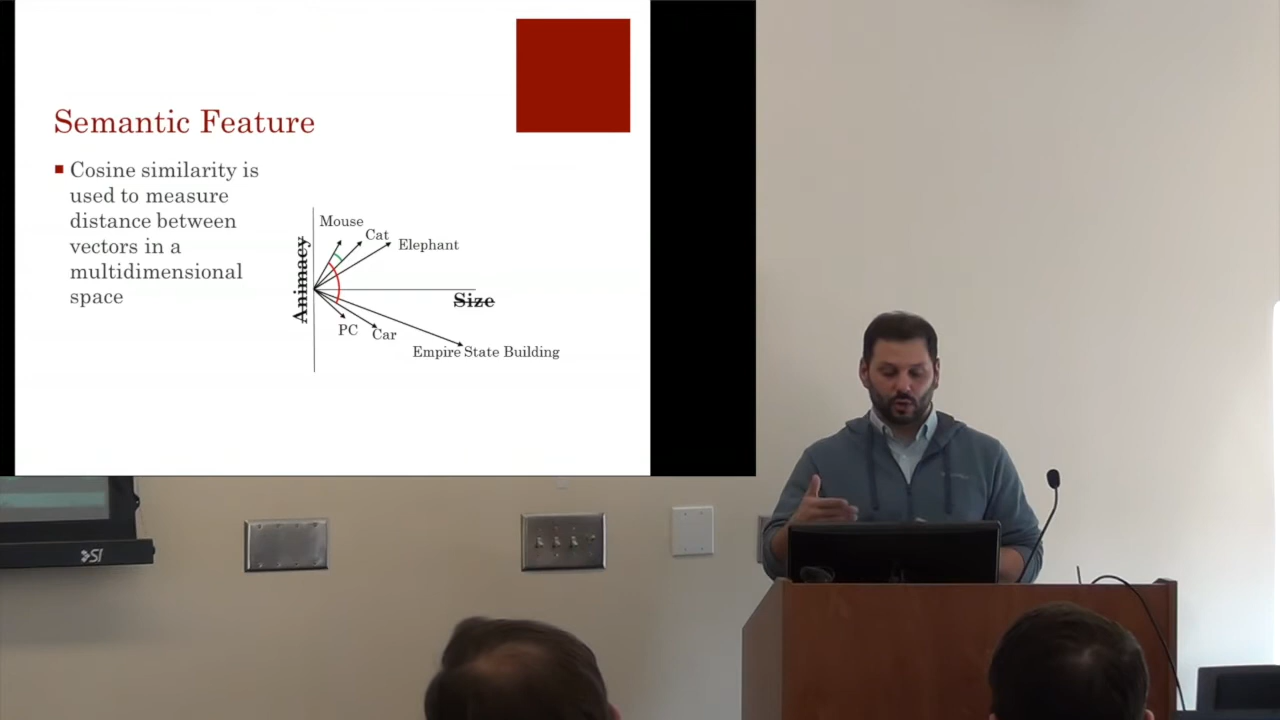 Semantic Feature
Cosine similarity is
used to measure
distance between
vectors in a
multidimensional
space
Mouse
Cat
Elephant
Animacy
Size
PC
Car
Empire State Building
SI